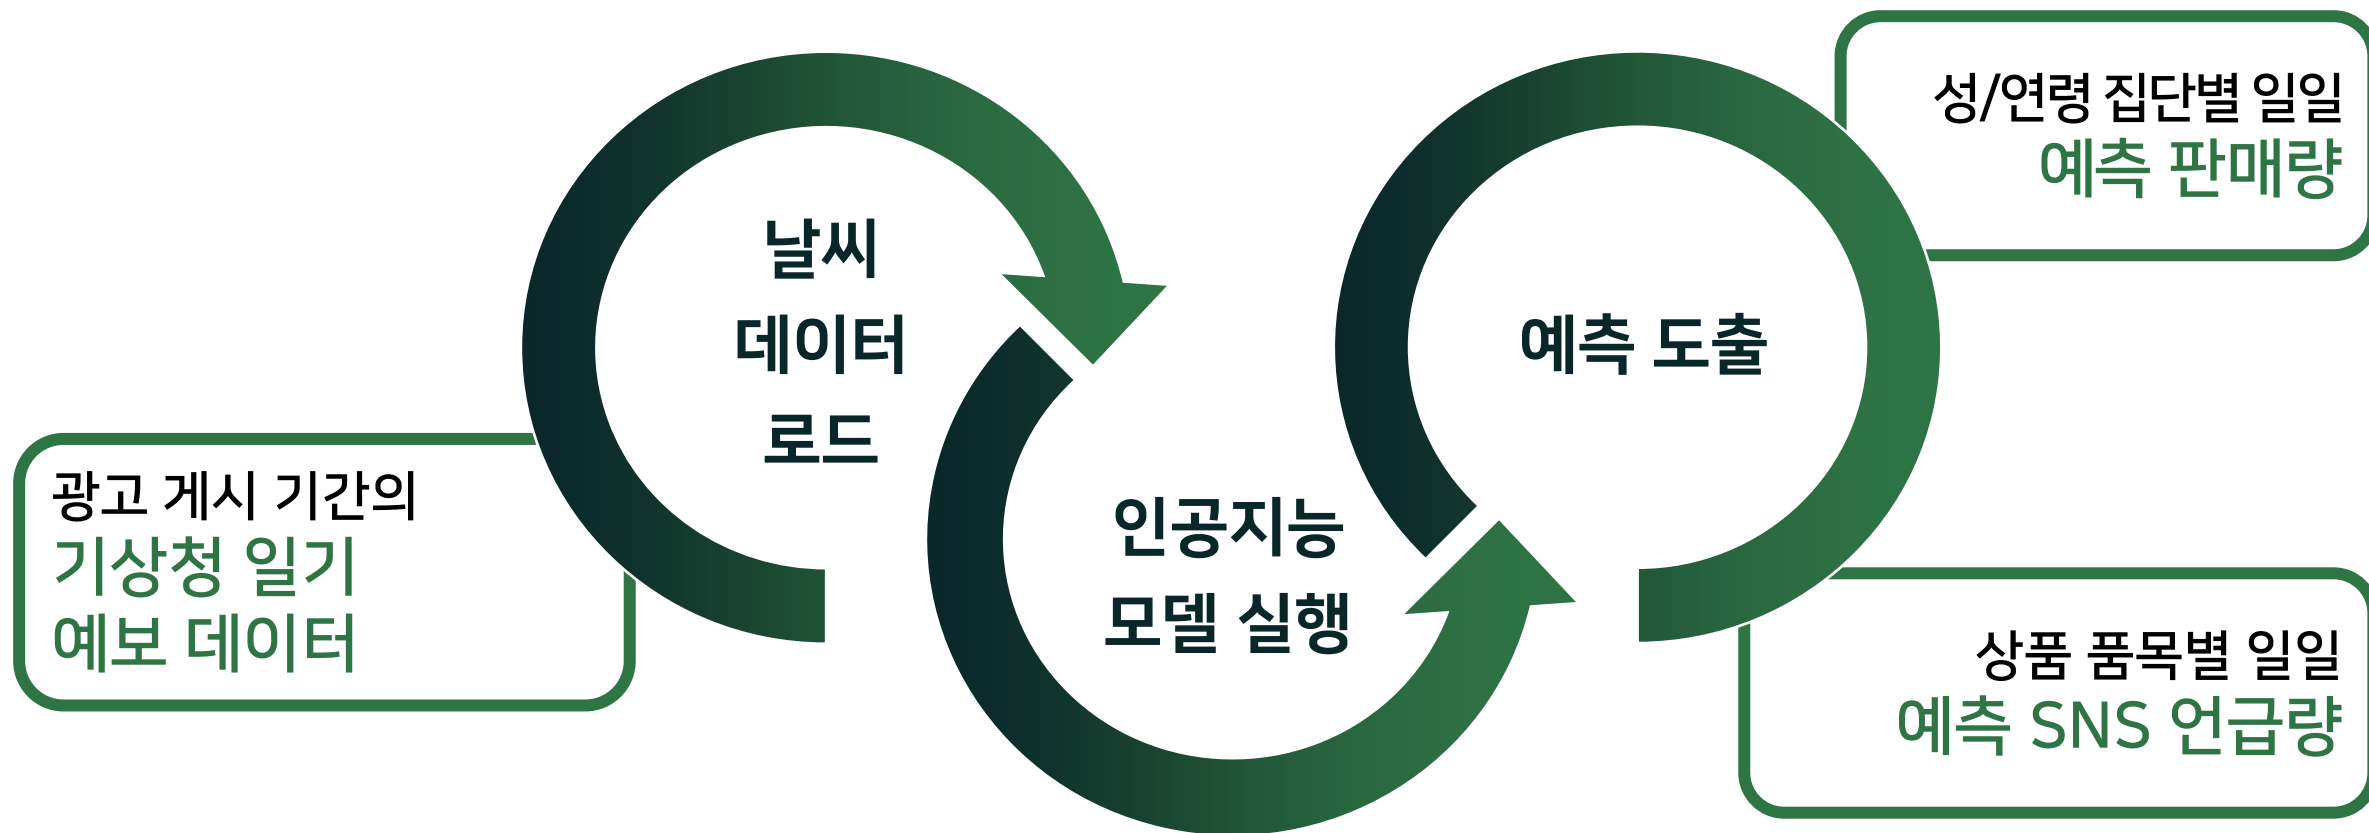 광고 게시 기간의
기상청 일기
예보 데이터
날씨
데이터
로드
인공지능
모델 실행
예측 도출
성/연령 집단별 일일
예측 판매량
상품 품목별 일일
예측 SNS 언급량